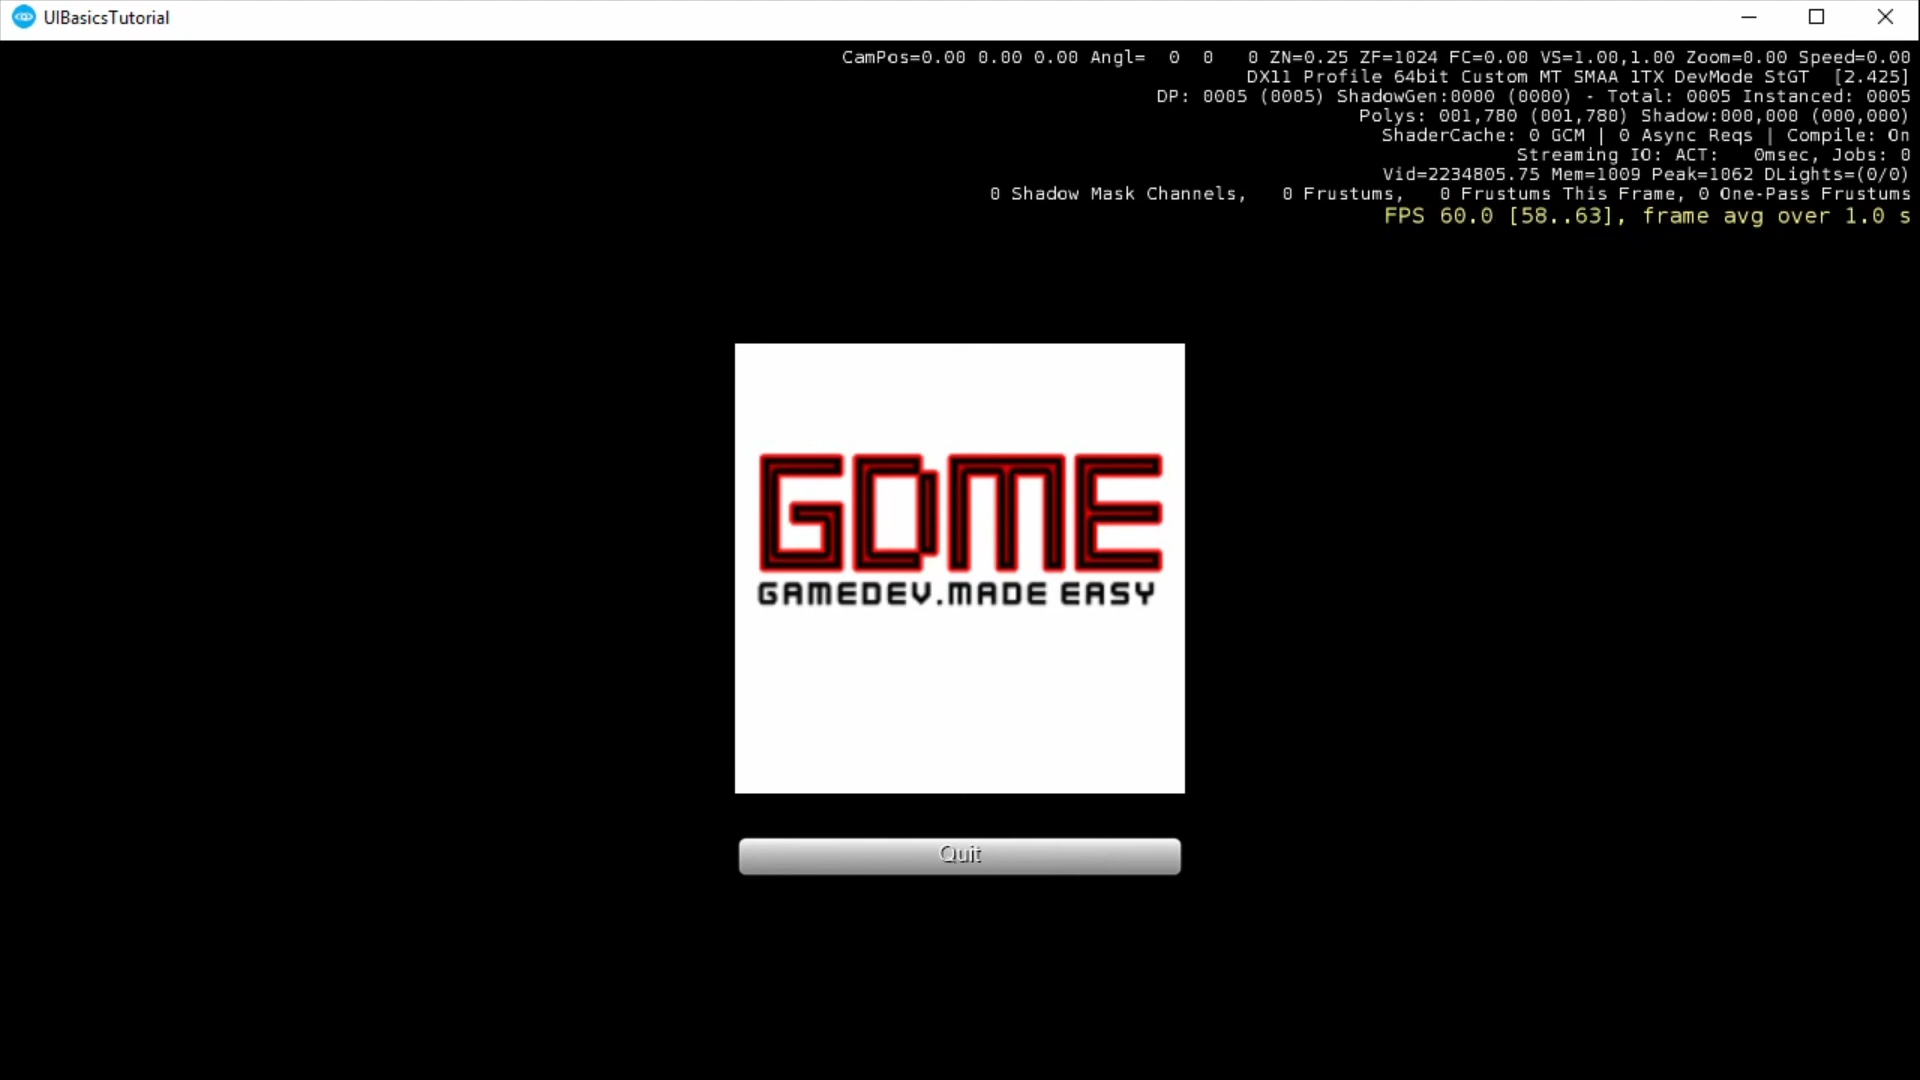 UIBasicsTutorial
CamPos=0.00 0.00 0.00 Angl=  0  0   0 ZN=0.25 ZF=1024 FC=0.00 VS=1.00,1.00 Zoom=0.00 Speed=0.00
DX11 Profile 64bit Custom MT SMAA 1TX DevMode StGT  [2.425]
DP: 0005 (0005) ShadowGen:0000 (0000) - Total: 0005 Instanced: 0005
Polys: 001,780 (001,780) Shadow:000,000 (000,000)
ShaderCache: 0 GCM | 0 Async Reqs | Compile: On
Streaming IO: ACT:   0msec, Jobs: 0
Vid=2234805.75 Mem=1009 Peak=1062 DLights=(0/0)
0 Shadow Mask Channels,   0 Frustums,   0 Frustums This Frame, 0 One-Pass Frustums
FPS 60.0 [58..63], frame avg over 1.0 s
GDME
GAMEDEV.MADE EASY
Quit